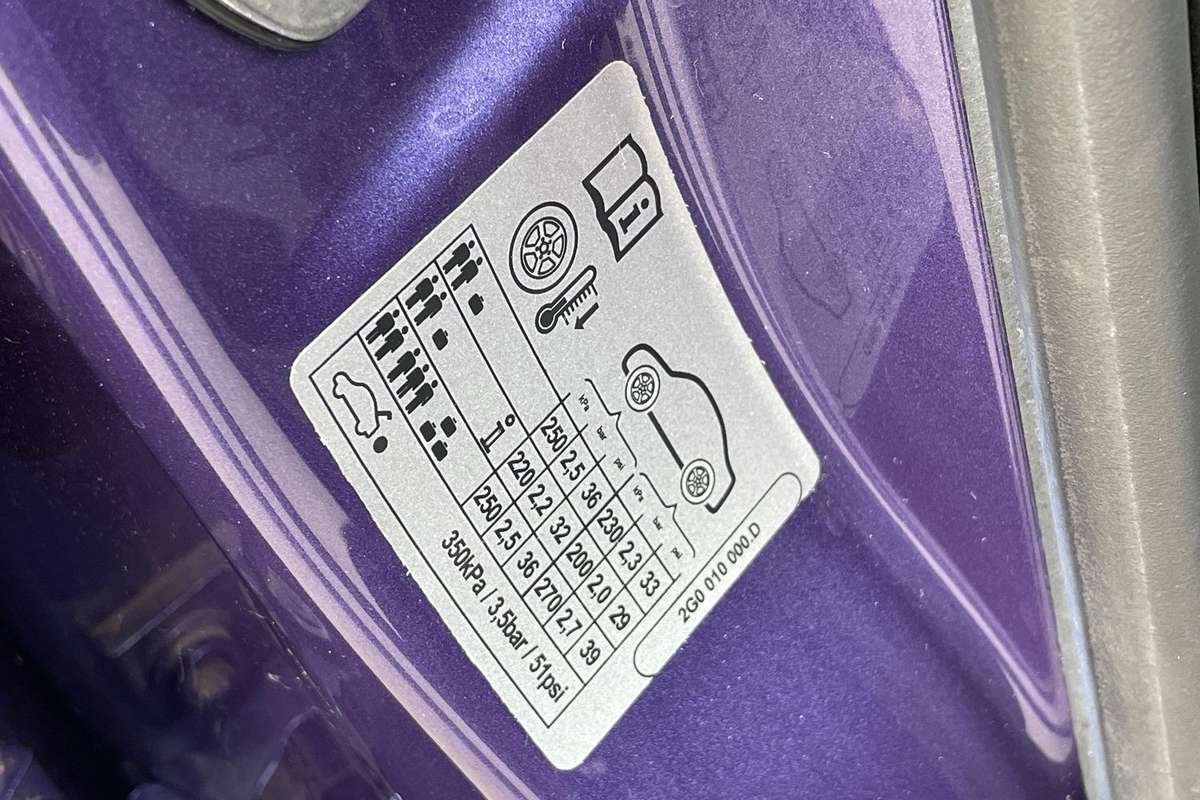 i
kPa bar psi kPa bar psi
250 2,5 36 230 2,3 33
i 220 2,2 32 200 2,0 29
250 2,5 36 270 2,7 39
350kPa / 3,5bar / 51psi
2G0 010 000.D